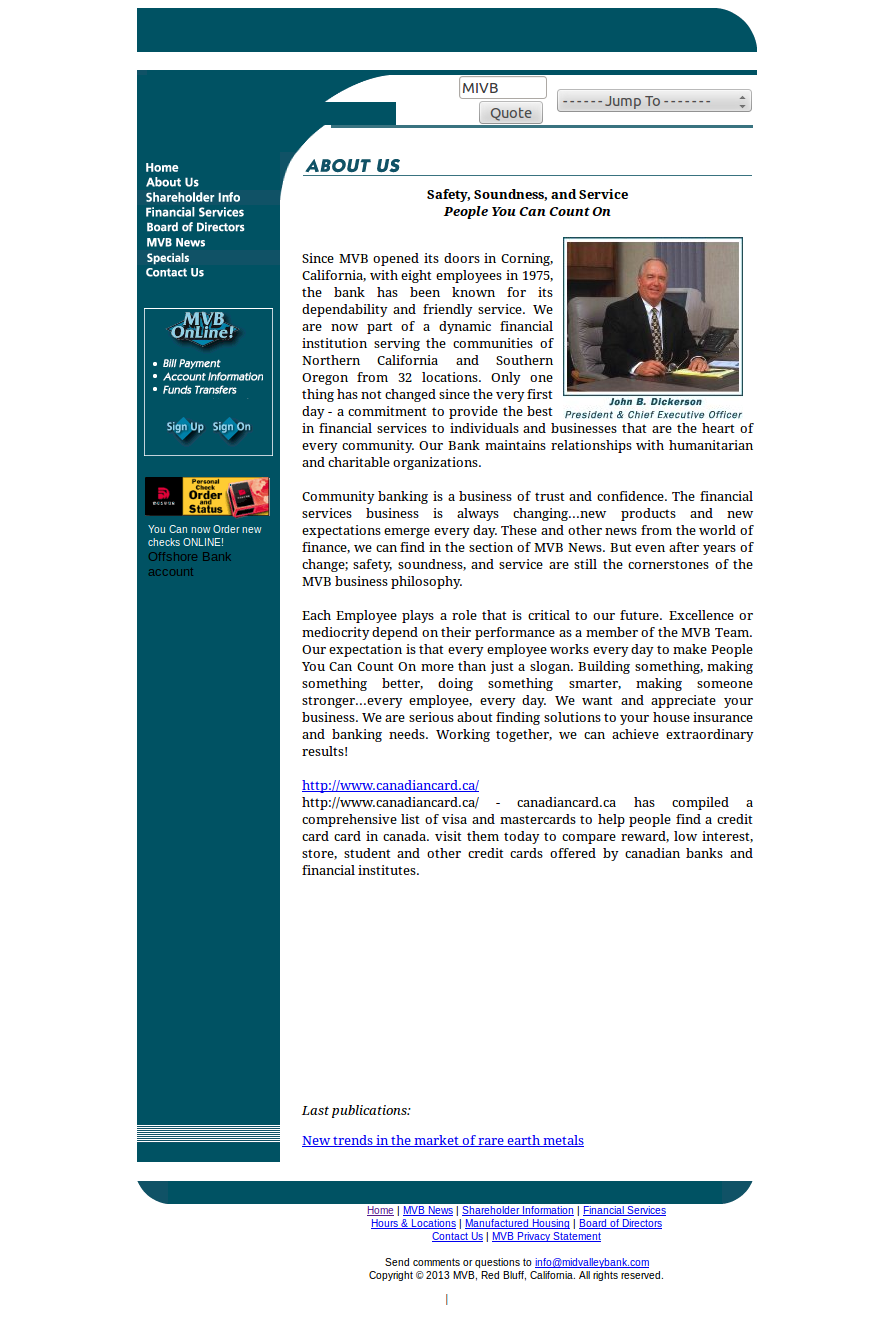 MIVB
------Jump To-------
Quote
Home
About Us
Shareholder Info
Financial Services
Board of Directors
MVB News
Specials
Contact Us
MVB
OnLine!
• Bill Payment
• Account Information
• Funds Transfers
Sign Up Sign On
Personal
Check
Order
and
Status
You Can now Order new
checks ONLINE!
Offshore Bank
account
ABOUT US
Safety, Soundness, and Service
People You Can Count On
Since MVB opened its doors in Corning,
California, with eight employees in 1975,
the bank has been known for its
dependability and friendly service. We
are now part of a dynamic financial
institution serving the communities of
Northern California and Southern
Oregon from 32 locations. Only one
thing has not changed since the very first
day - a commitment to provide the best
in financial services to individuals and businesses that are the heart of
every community. Our Bank maintains relationships with humanitarian
and charitable organizations.
John B. Dickerson
President & Chief Executive Officer
Community banking is a business of trust and confidence. The financial
services business is always changing...new products and new
expectations emerge every day. These and other news from the world of
finance, we can find in the section of MVB News. But even after years of
change; safety, soundness, and service are still the cornerstones of the
MVB business philosophy.
Each Employee plays a role that is critical to our future. Excellence or
mediocrity depend on their performance as a member of the MVB Team.
Our expectation is that every employee works every day to make People
You Can Count On more than just a slogan. Building something, making
something better, doing something smarter, making someone
stronger...every employee, every day. We want and appreciate your
business. We are serious about finding solutions to your house insurance
and banking needs. Working together, we can achieve extraordinary
results!
http://www.canadiancard.ca/
http://www.canadiancard.ca/ - canadiancard.ca has compiled a
comprehensive list of visa and mastercards to help people find a credit
card card in canada. visit them today to compare reward, low interest,
store, student and other credit cards offered by canadian banks and
financial institutes.
Last publications:
New trends in the market of rare earth metals
Home | MVB News | Shareholder Information | Financial Services
Hours & Locations | Manufactured Housing | Board of Directors
Contact Us | MVB Privacy Statement
Send comments or questions to info@midvalleybank.com
Copyright © 2013 MVB, Red Bluff, California. All rights reserved.
|